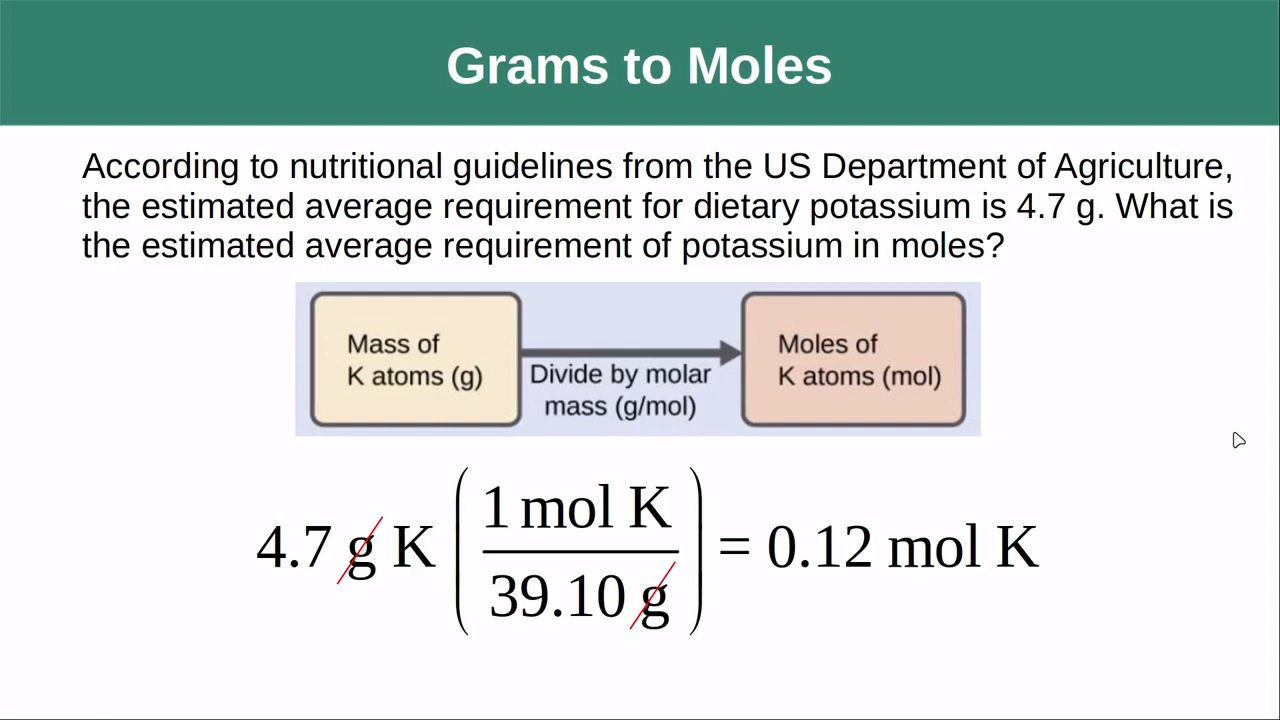 Grams to Moles
According to nutritional guidelines from the US Department of Agriculture,
the estimated average requirement for dietary potassium is 4.7 g. What is
the estimated average requirement of potassium in moles?
Mass of
K atoms (g)
Divide by molar
mass (g/mol)
Moles of
K atoms (mol)
4.7 g K (1 mol K / 39.10 g) = 0.12 mol K